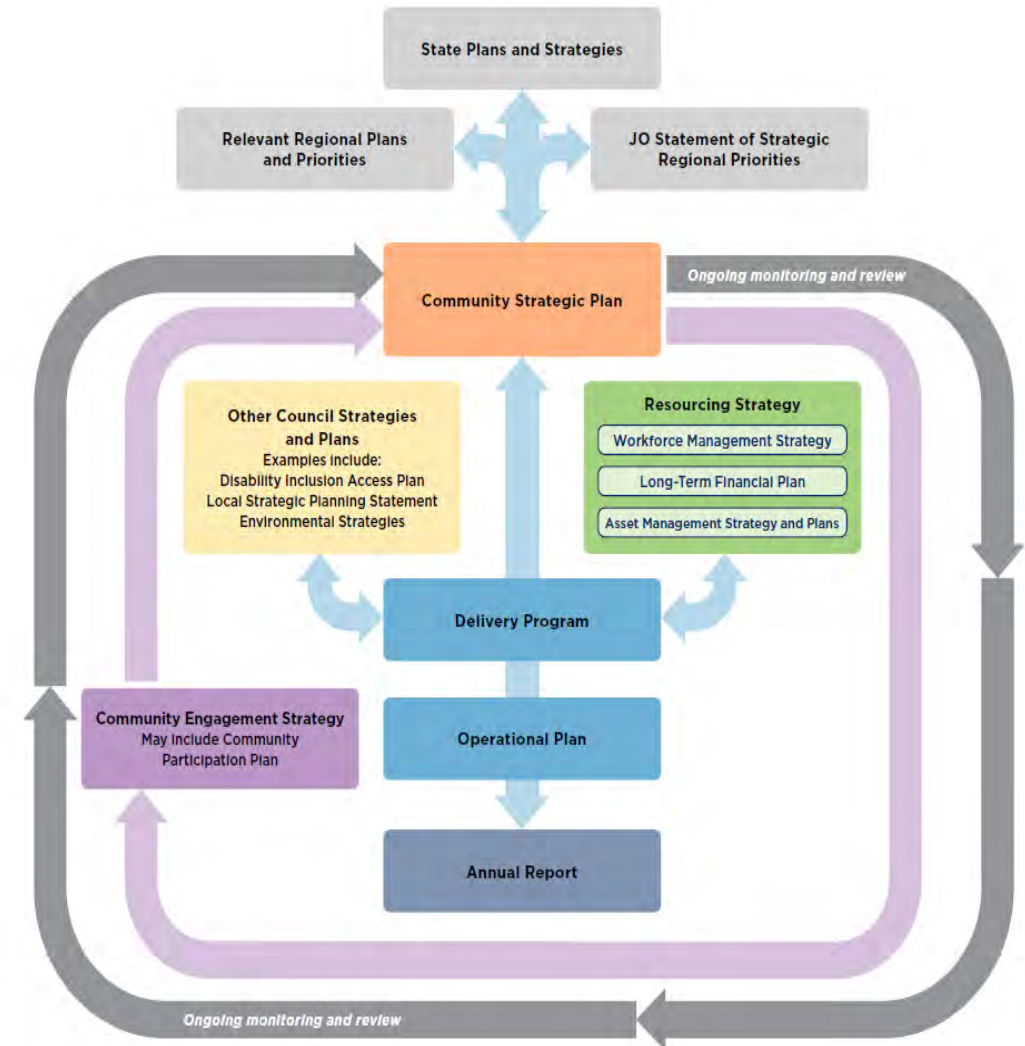 State Plans and Strategies
Relevant Regional Plans
and Priorities
JO Statement of Strategic
Regional Priorities
Community Strategic Plan
Ongoing monitoring and review
Other Council Strategies
and Plans
Examples include:
Disability Inclusion Access Plan
Local Strategic Planning Statement
Environmental Strategies
Resourcing Strategy
Workforce Management Strategy
Long-Term Financial Plan
Asset Management Strategy and Plans
Delivery Program
Community Engagement Strategy
May include Community
Participation Plan
Operational Plan
Annual Report
Ongoing monitoring and review